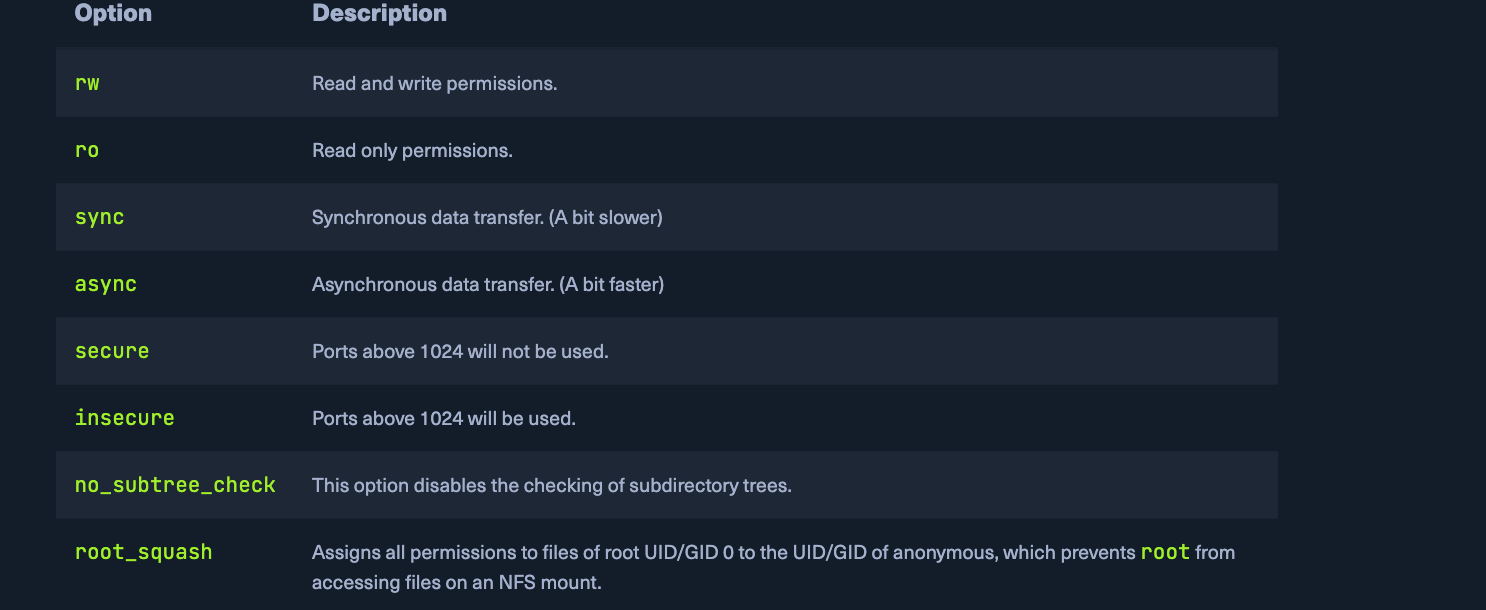 Option Description
rw Read and write permissions.
ro Read only permissions.
sync Synchronous data transfer. (A bit slower)
async Asynchronous data transfer. (A bit faster)
secure Ports above 1024 will not be used.
insecure Ports above 1024 will be used.
no_subtree_check This option disables the checking of subdirectory trees.
root_squash Assigns all permissions to files of root UID/GID 0 to the UID/GID of anonymous, which prevents root from
accessing files on an NFS mount.